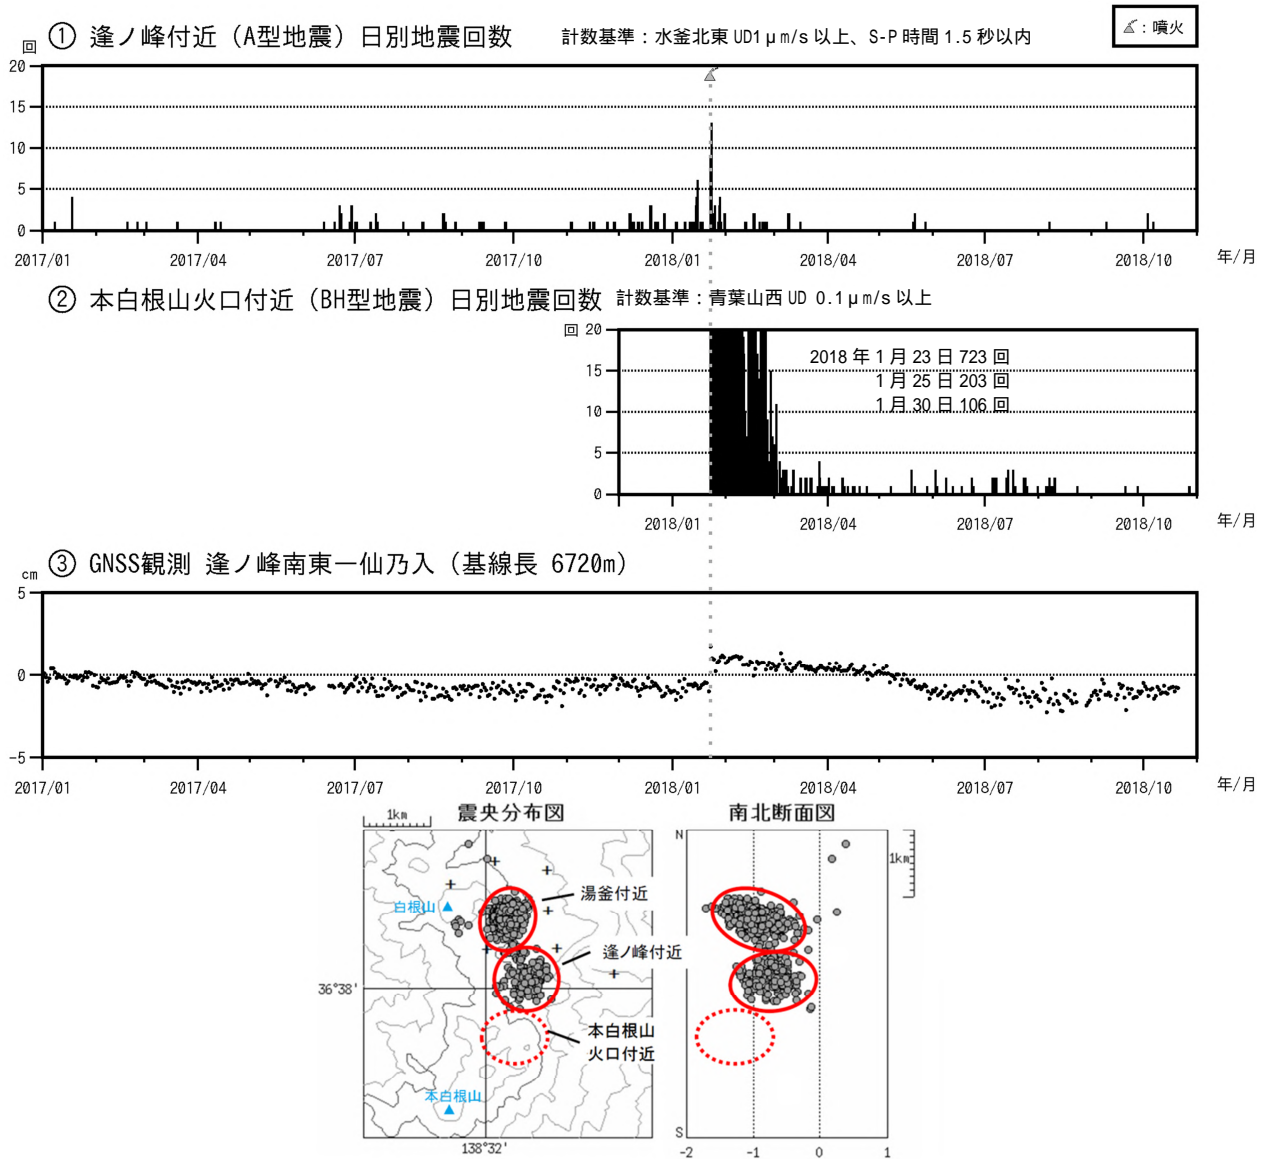 ① 逢ノ峰付近（A型地震）日別地震回数 計数基準：水釜北東 UD1μm/s 以上、S-P 時間 1.5 秒以内
：噴火
回
20
15
10
5
0
2017/01 2017/04 2017/07 2017/10 2018/01 2018/04 2018/07 2018/10 年/月
② 本白根山火口付近（BH型地震）日別地震回数 計数基準：青葉山西 UD 0.1μm/s 以上
回
20
15
10
5
0
2018 年 1 月 23 日 723 回
1 月 25 日 203 回
1 月 30 日 106 回
2018/01 2018/04 2018/07 2018/10 年/月
③ GNSS観測 逢ノ峰南東ー仙乃入（基線長 6720m）
cm
5
0
-5
2017/01 2017/04 2017/07 2017/10 2018/01 2018/04 2018/07 2018/10 年/月
1km 震央分布図
白根山
湯釜付近
逢ノ峰付近
36°38'
本白根山
火口付近
本白根山
138°32'
南北断面図
N
1km
S
-2 -1 0 1